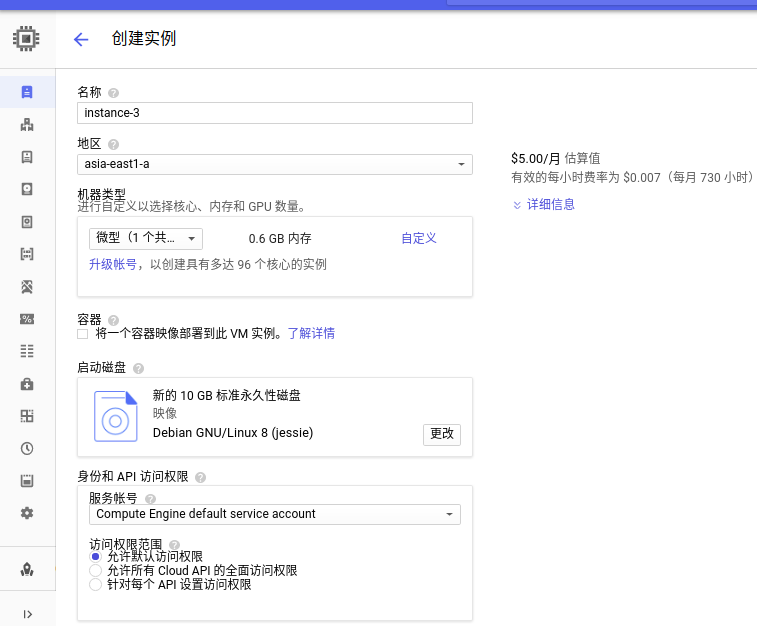 创建实例
名称
instance-3
地区
asia-east1-a
机器类型
进行自定义以选择核心、内存和 GPU 数量。
微型（1 个共...
0.6 GB 内存
自定义
升级帐号，以创建具有多达 96 个核心的实例
容器
将一个容器映像部署到此 VM 实例。了解详情
启动磁盘
新的 10 GB 标准永久性磁盘
映像
Debian GNU/Linux 8 (jessie)
更改
身份和 API 访问权限
服务帐号
Compute Engine default service account
访问权限范围
允许默认访问权限
允许所有 Cloud API 的全面访问权限
针对每个 API 设置访问权限
$5.00/月 估算值
有效的每小时费率为 $0.007（每月 730 小时）
详细信息